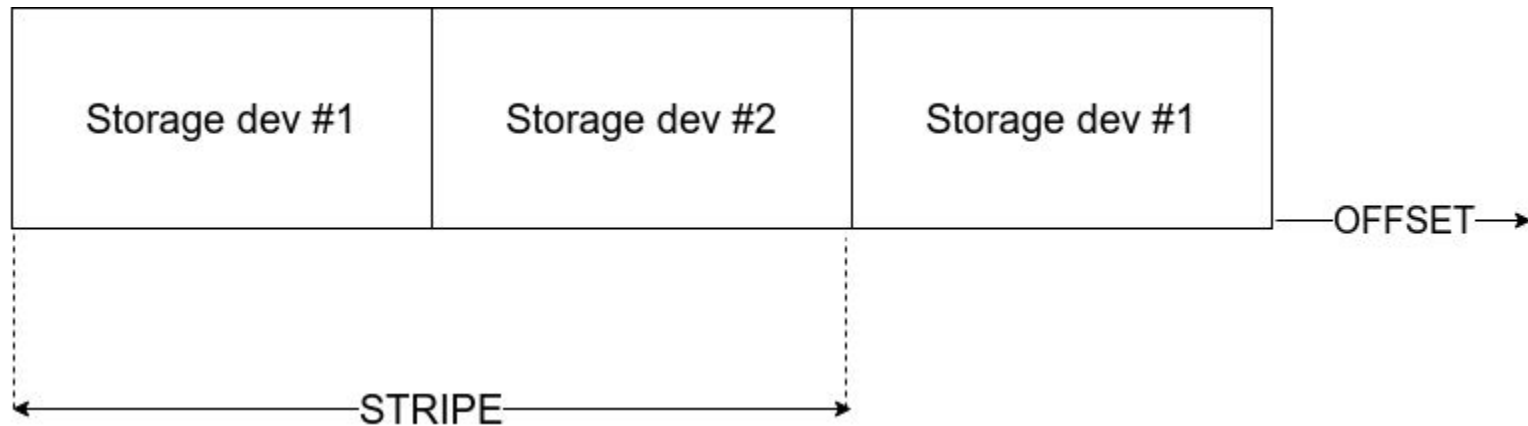 Storage dev #1
Storage dev #2
Storage dev #1
OFFSET
STRIPE